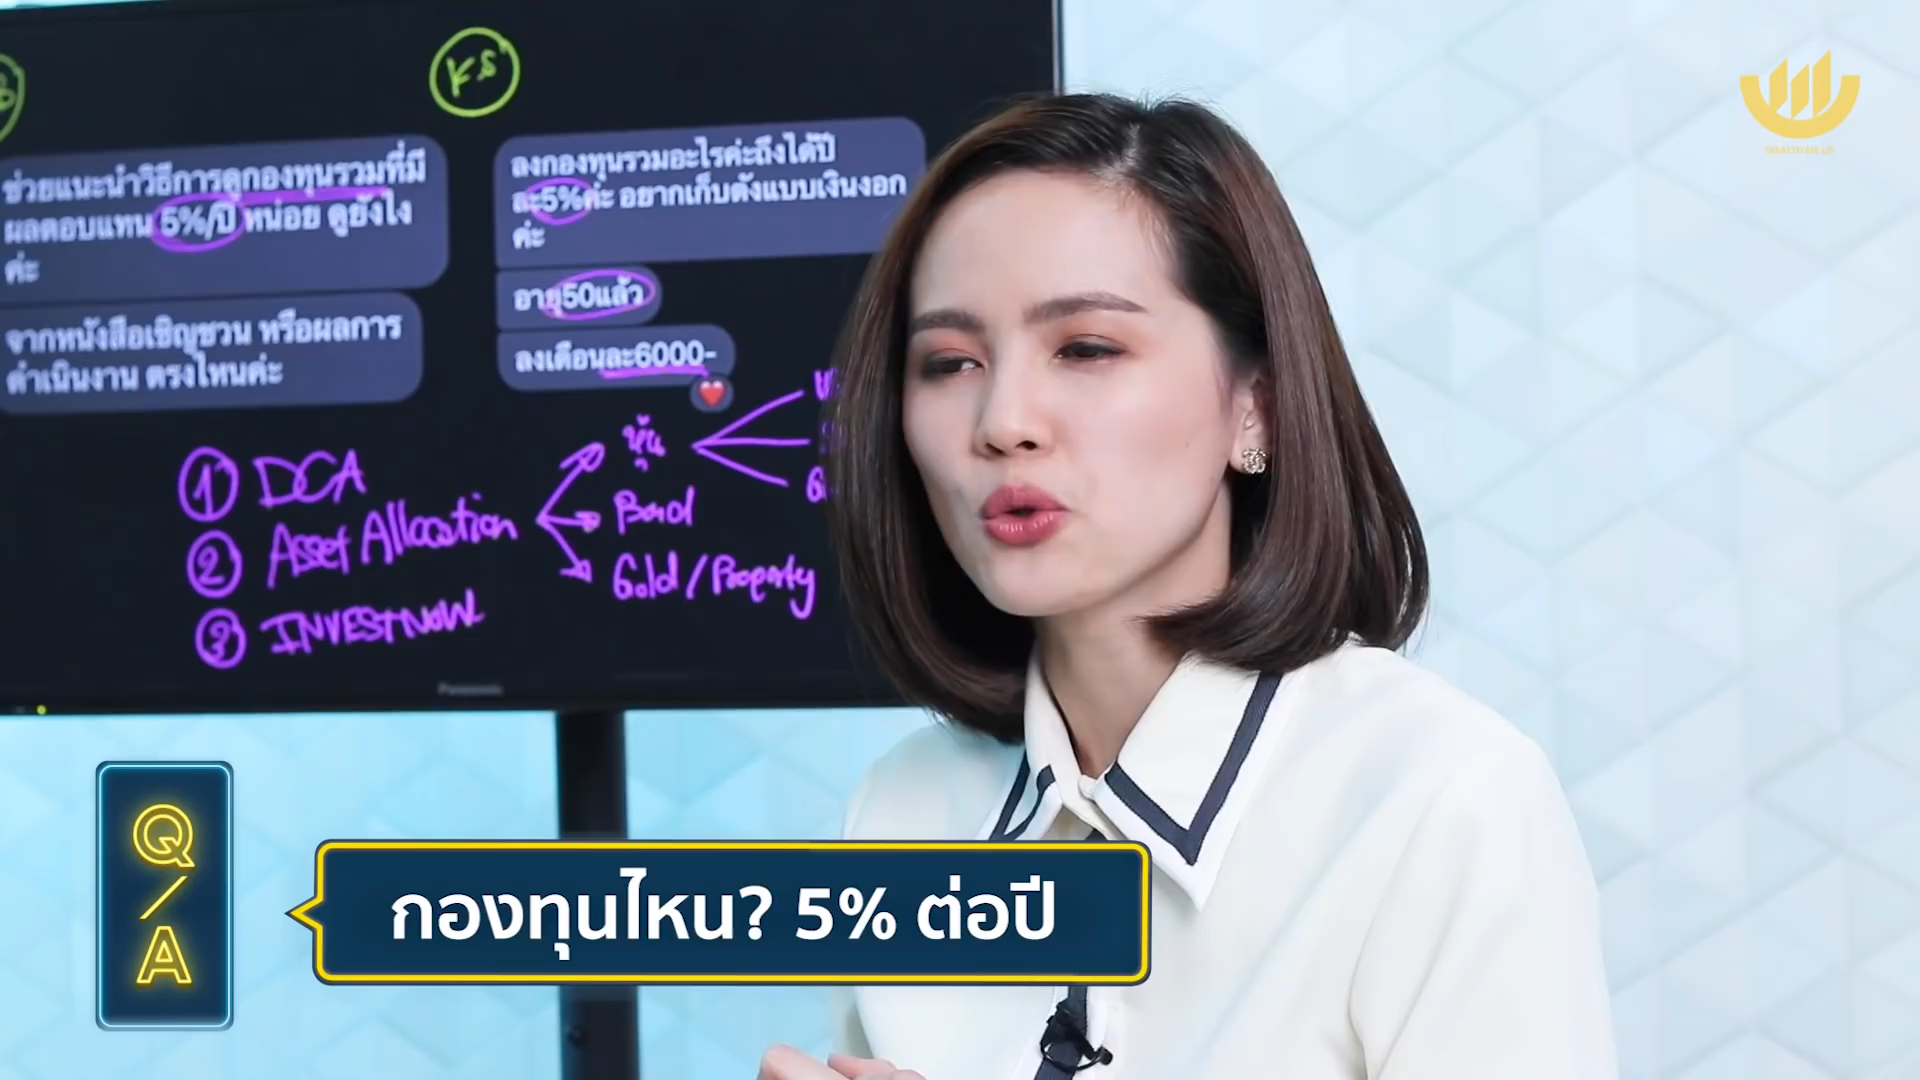 KS
ช่วยแนะนำวิธีการดูกองทุนรวมที่มี
ผลตอบแทน 5%/ปี หน่อย ดูยังไง
ค่ะ
จากหนังสือเชิญชวน หรือผลการ
ดำเนินงาน ตรงไหนค่ะ
ลงกองทุนรวมอะไรค่ะถึงได้ปี
ละ5%ค่ะ อยากเก็บตังแบบเงินงอก
ค่ะ
อายุ50แล้ว
ลงเดือนละ6000-
① DCA
② Asset Allocation
③ INVEST NOW
หุ้น
Bond
Gold/Property
Panasonic
WEALTH ME UP
Q/A
กองทุนไหน? 5% ต่อปี